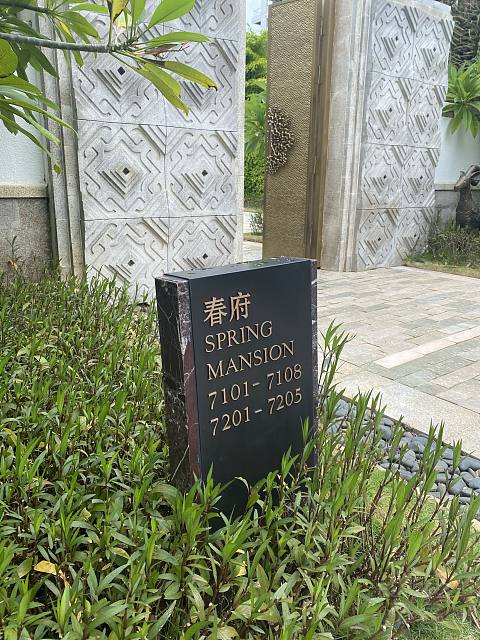 春府
SPRING
MANSION
7101-7108
7201-7205